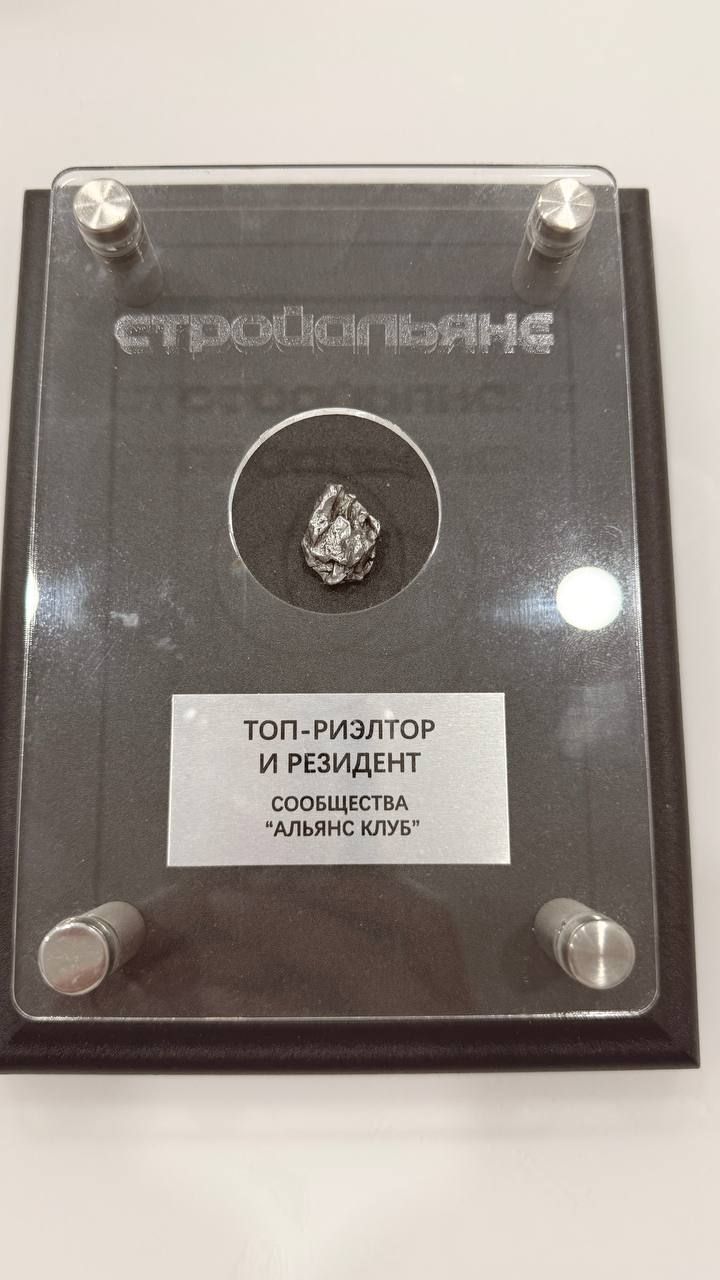 стройальянс
ТОП-РИЭЛТОР
И РЕЗИДЕНТ
СООБЩЕСТВА
“АЛЬЯНС КЛУБ”